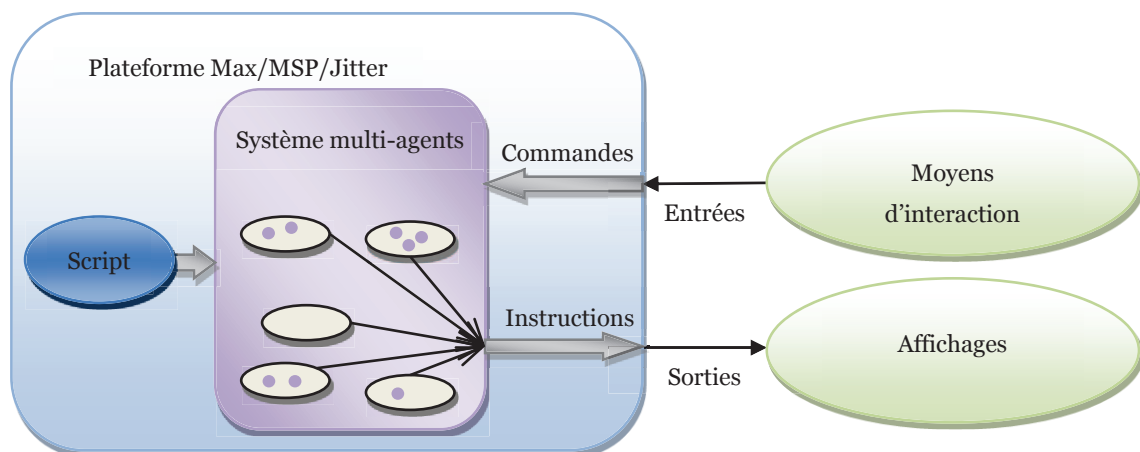 Plateforme Max/MSP/Jitter
Système multi-agents
Commandes
Entrées
Moyens
d’interaction
Script
Instructions
Sorties
Affichages